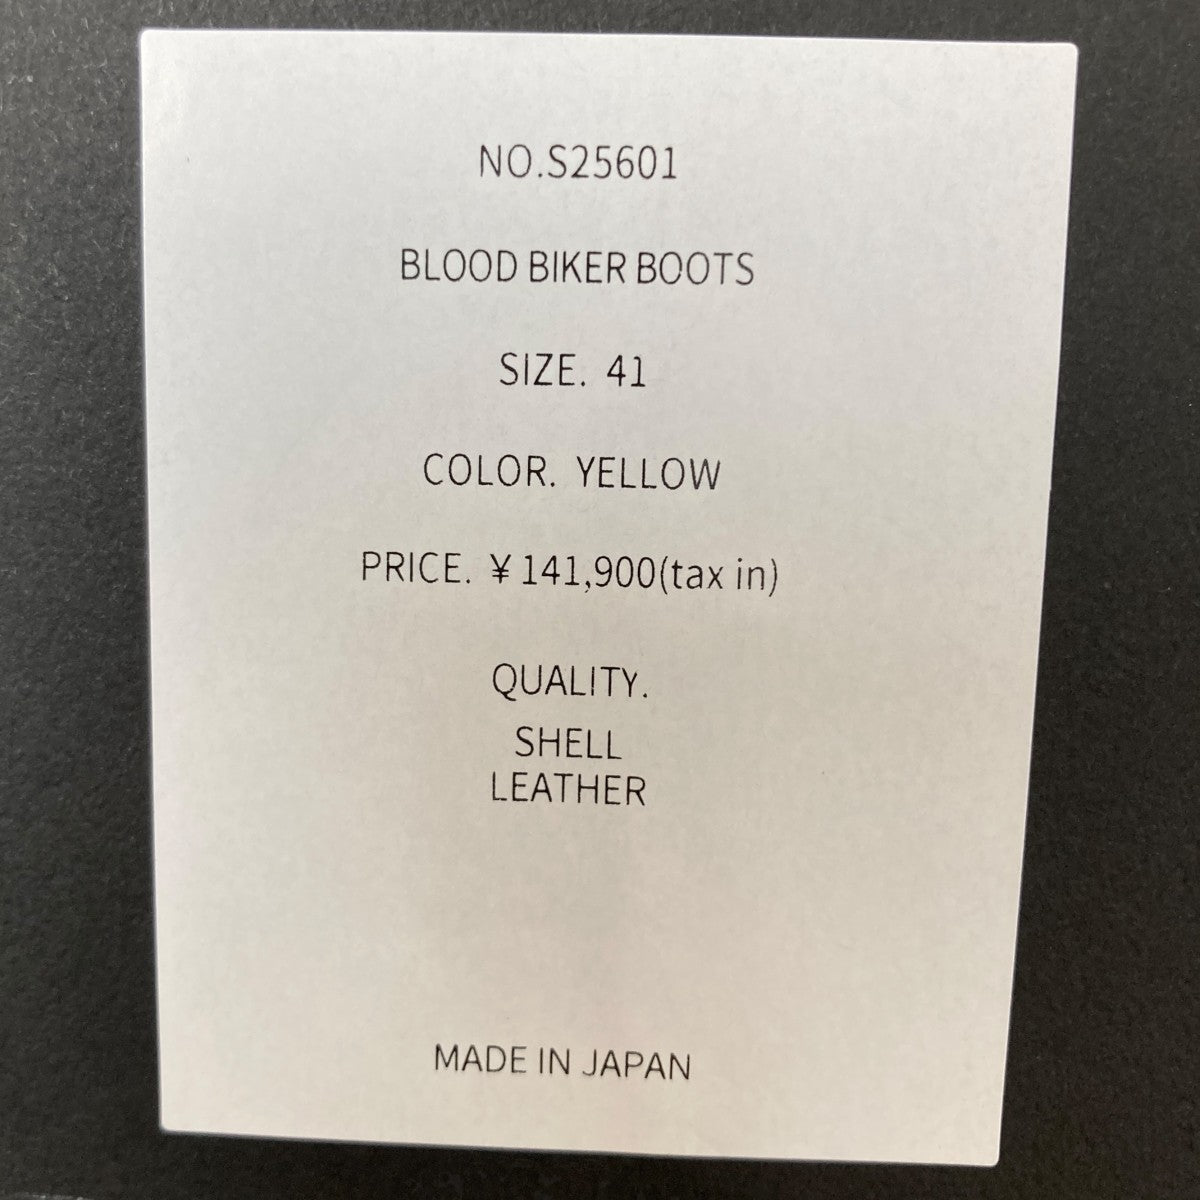 NO.S25601
BLOOD BIKER BOOTS
SIZE. 41
COLOR. YELLOW
PRICE. ¥141,900(tax in)
QUALITY.
SHELL
LEATHER
MADE IN JAPAN